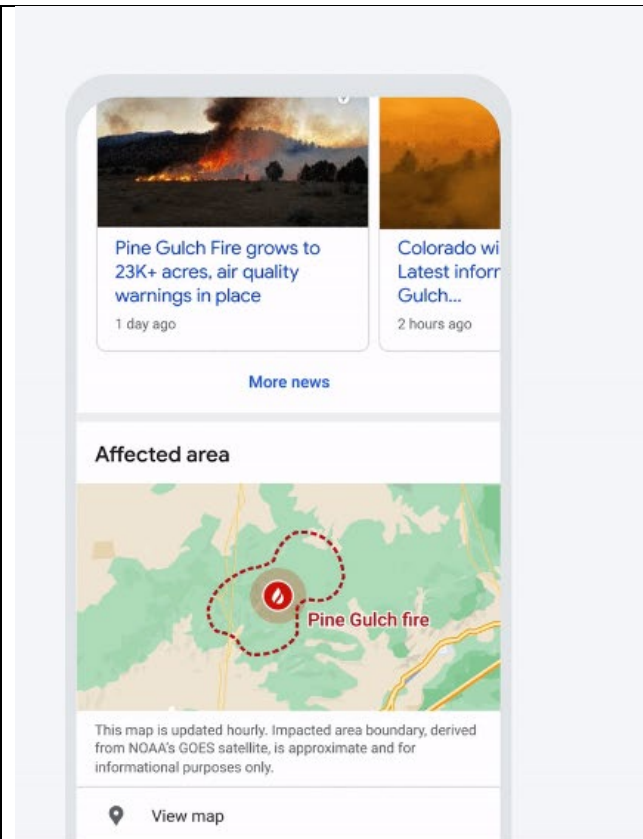 Pine Gulch Fire grows to
23K+ acres, air quality
warnings in place
1 day ago
Colorado wi
Latest inforr
Gulch...
2 hours ago
More news
Affected area
Pine Gulch fire
This map is updated hourly. Impacted area boundary, derived
from NOAA's GOES satellite, is approximate and for
informational purposes only.
View map